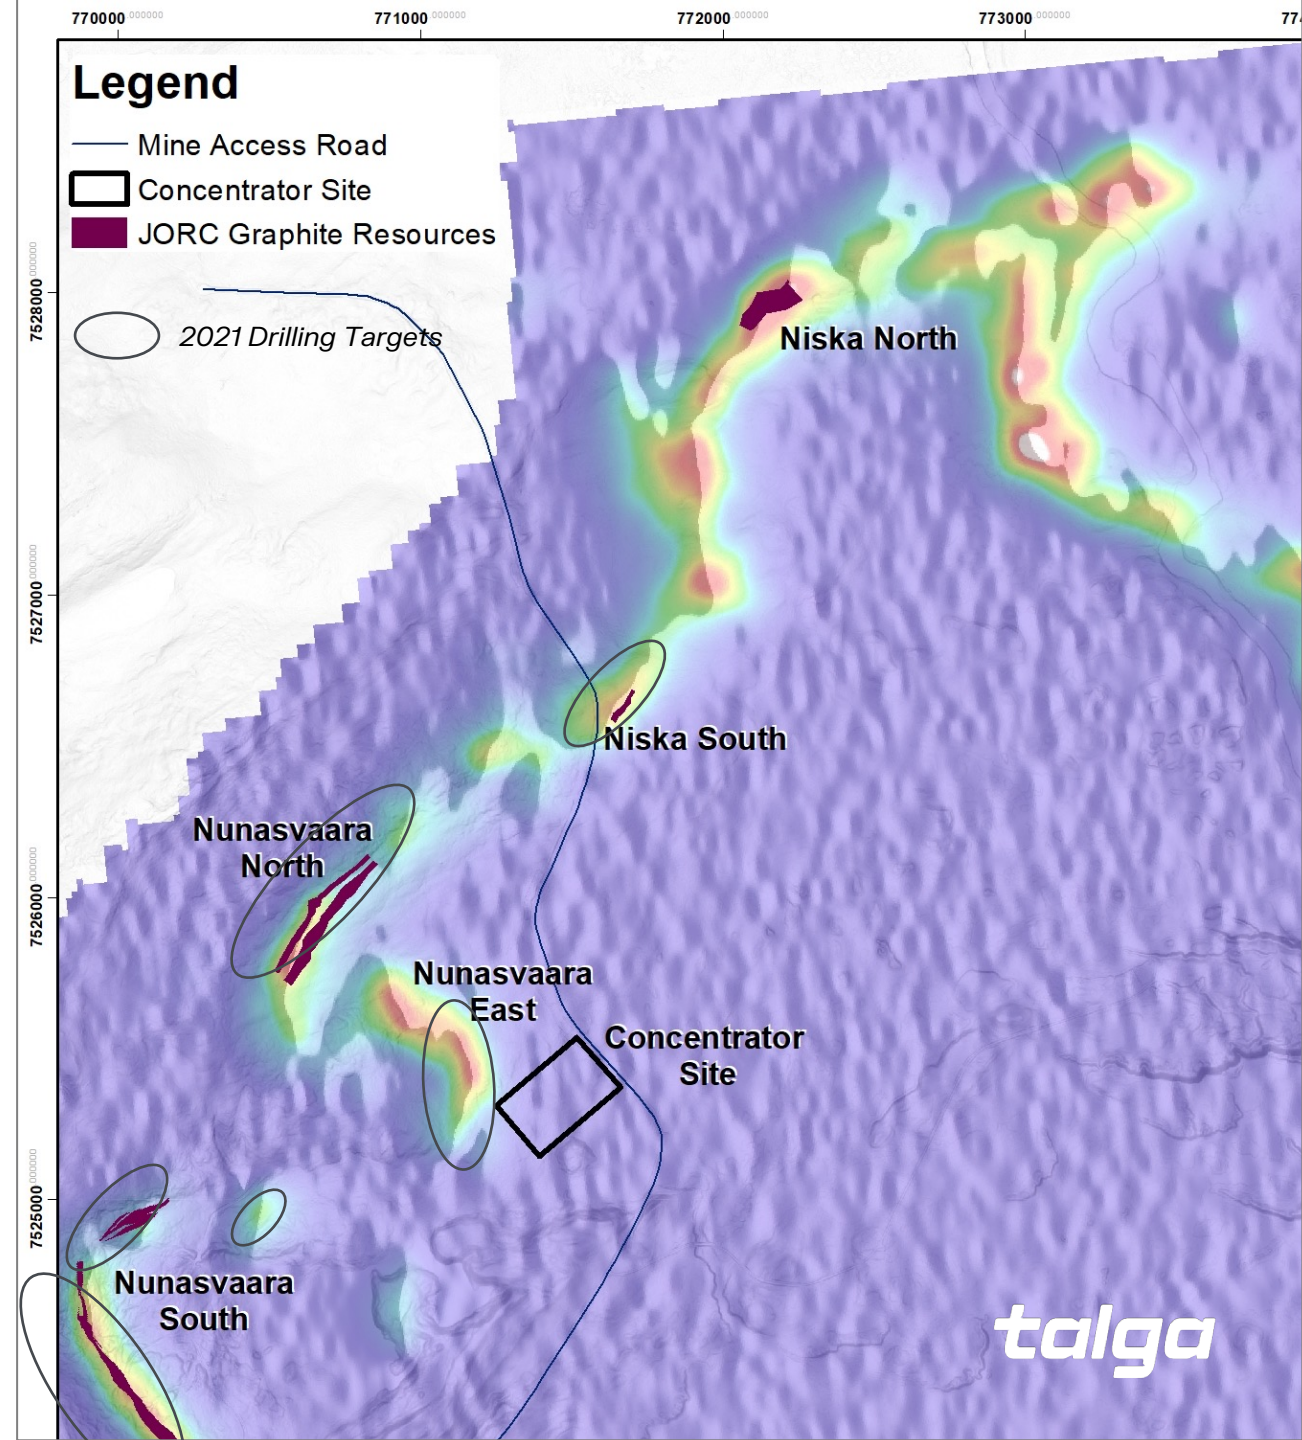 770000.000000 771000.000000 772000.000000 773000.000000 77
Legend
Mine Access Road
Concentrator Site
JORC Graphite Resources
2021 Drilling Targets
7528000.000000
7527000.000000
7526000.000000
7525000.000000
Niska North
Niska South
Nunasvaara
North
Nunasvaara
East
Concentrator
Site
Nunasvaara
South
talga